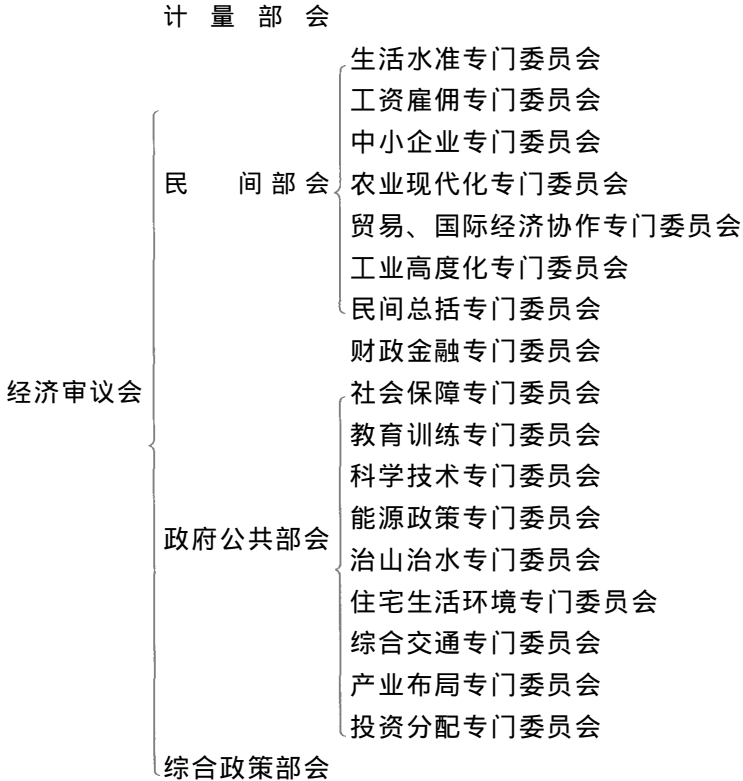 计量部会
生活水准专门委员会
工资雇佣专门委员会
中小企业专门委员会
民间部会 农业现代化专门委员会
贸易、国际经济协作专门委员会
工业高度化专门委员会
民间总括专门委员会
财政金融专门委员会
经济审议会 社会保障专门委员会
教育训练专门委员会
科学技术专门委员会
能源政策专门委员会
政府公共部会
治山治水专门委员会
住宅生活环境专门委员会
综合交通专门委员会
产业布局专门委员会
投资分配专门委员会
综合政策部会